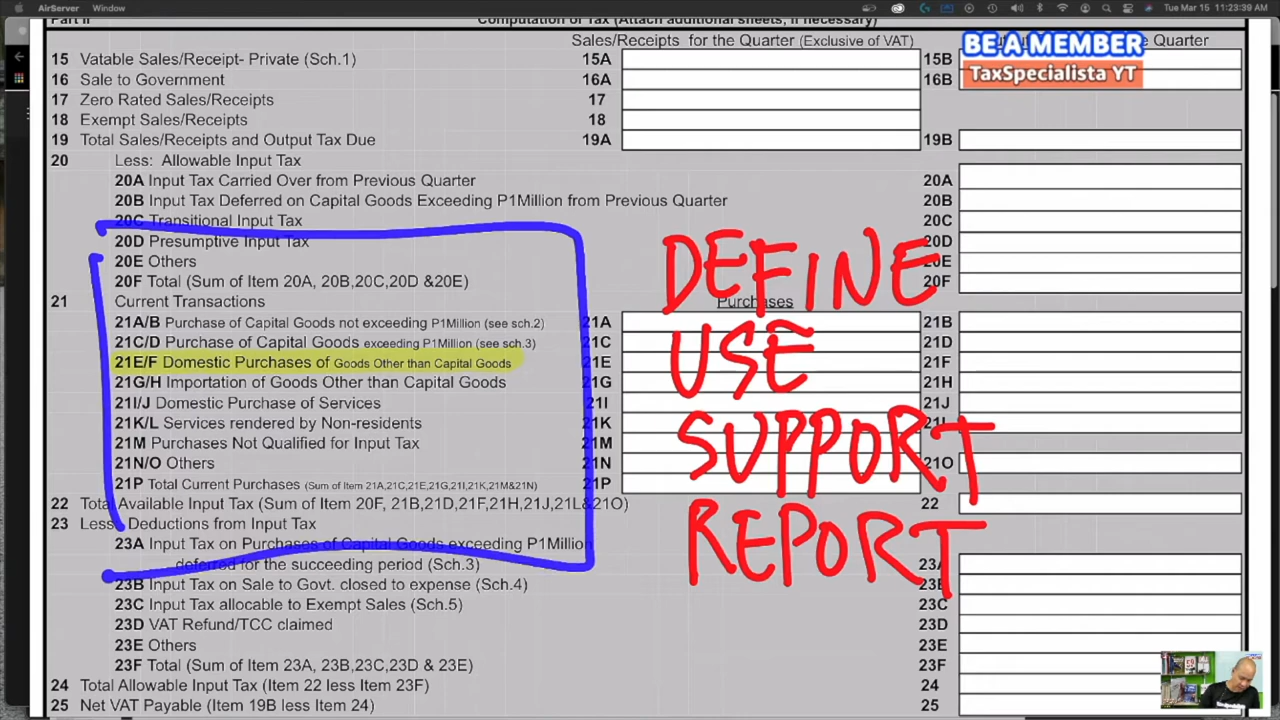 AirServer Window Tue Mar 15 11:23:39 AM
Part II Computation of Tax (Attach additional sheets, if necessary)
Sales/Receipts for the Quarter (Exclusive of VAT) Quarter
BE A MEMBER
TaxSpecialista YT
15 Vatable Sales/Receipt- Private (Sch.1) 15A 15B
16 Sale to Government 16A 16B
17 Zero Rated Sales/Receipts 17
18 Exempt Sales/Receipts 18
19 Total Sales/Receipts and Output Tax Due 19A 19B
20 Less: Allowable Input Tax
20A Input Tax Carried Over from Previous Quarter 20A
20B Input Tax Deferred on Capital Goods Exceeding P1Million from Previous Quarter 20B
20C Transitional Input Tax 20C
20D Presumptive Input Tax 20D
20E Others 20E
20F Total (Sum of Item 20A, 20B,20C,20D &20E) 20F
DEFINE
21 Current Transactions Purchases
21A/B Purchase of Capital Goods not exceeding P1Million (see sch.2) 21A 21B
21C/D Purchase of Capital Goods exceeding P1Million (see sch.3) 21C 21D
21E/F Domestic Purchases of Goods Other than Capital Goods 21E 21F
USE
21G/H Importation of Goods Other than Capital Goods 21G 21H
21I/J Domestic Purchase of Services 21I 21J
21K/L Services rendered by Non-residents 21K 21L
21M Purchases Not Qualified for Input Tax 21M
SUPPORT
21N/O Others 21N 21O
21P Total Current Purchases (Sum of Item 21A,21C,21E,21G,21I,21K,21M&21N) 21P
22 Total Available Input Tax (Sum of Item 20F, 21B,21D,21F,21H,21J,21L&21O) 22
23 Less: Deductions from Input Tax
23A Input Tax on Purchases of Capital Goods exceeding P1Million
REPORT
deferred for the succeeding period (Sch.3) 23A
23B Input Tax on Sale to Govt. closed to expense (Sch.4) 23B
23C Input Tax allocable to Exempt Sales (Sch.5) 23C
23D VAT Refund/TCC claimed 23D
23E Others 23E
23F Total (Sum of Item 23A, 23B,23C,23D & 23E) 23F
24 Total Allowable Input Tax (Item 22 less Item 23F) 24
25 Net VAT Payable (Item 19B less Item 24) 25